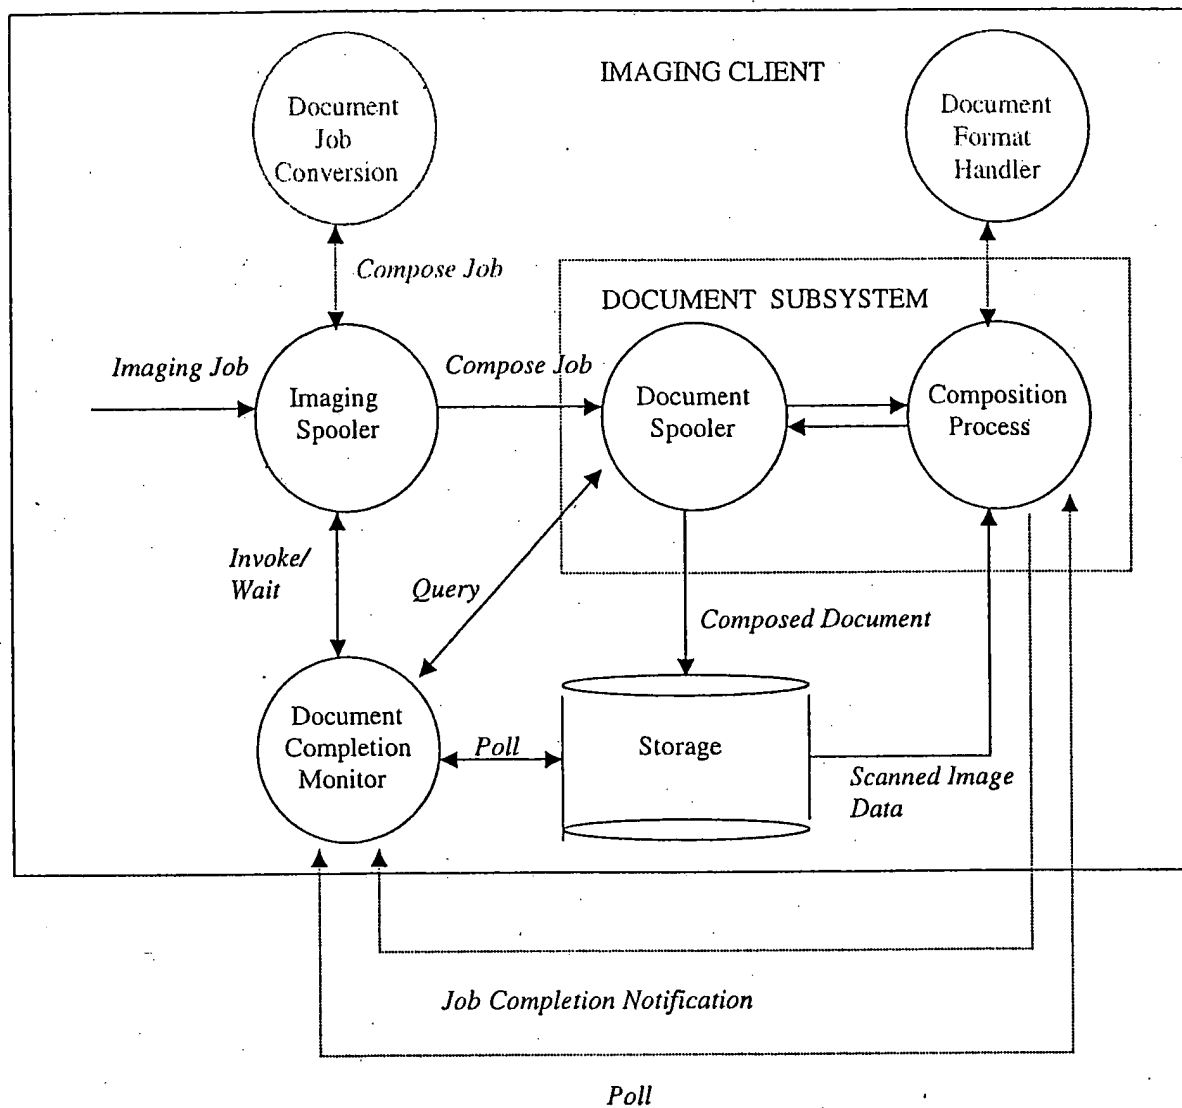 IMAGING CLIENT
Document
Job
Conversion
Document
Format
Handler
Compose Job
DOCUMENT SUBSYSTEM
Imaging Job
Imaging
Spooler
Compose Job
Document
Spooler
Composition
Process
Invoke/
Wait
Query
Composed Document
Document
Completion
Monitor
Poll
Storage
Scanned Image
Data
Job Completion Notification
Poll